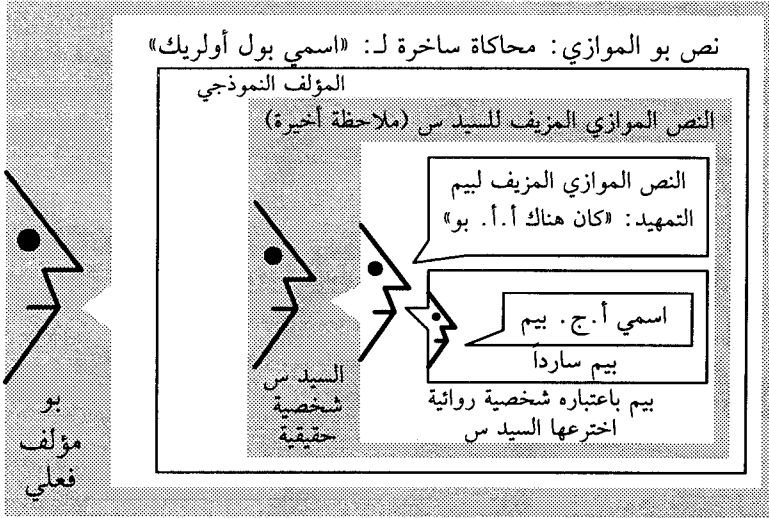 نص بو الموازي: محاكاة ساخرة لـ: «اسمي بول أولريك»
المؤلف النموذجي
النص الموازي المزيف للسيد س (ملاحظة أخيرة)
النص الموازي المزيف لبيم
التمهيد: «كان هناك أ.أ. بو»
اسمي أ.ج. بيم
بيم سارداً
بيم باعتباره شخصية روائية
اخترعها السيد س
السيد س
شخصية
حقيقية
بو
مؤلف
فعلي